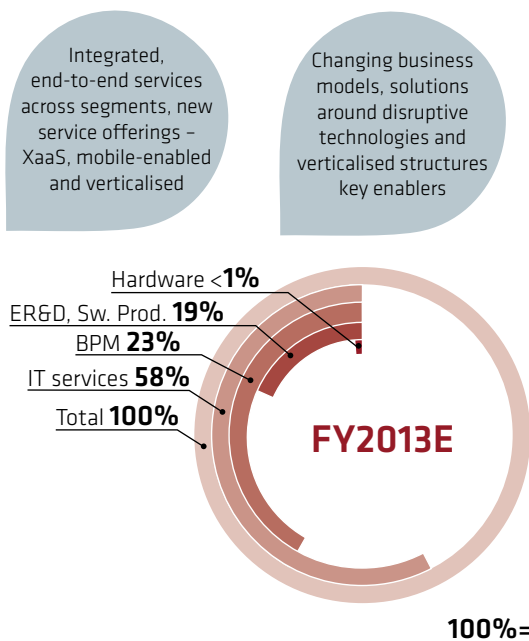 Integrated,
end-to-end services
across segments, new
service offerings –
XaaS, mobile-enabled
and verticalised
Changing business
models, solutions
around disruptive
technologies and
verticalised structures
key enablers
Hardware <1%
ER&D, Sw. Prod. 19%
BPM 23%
IT services 58%
Total 100%
FY2013E
100%=